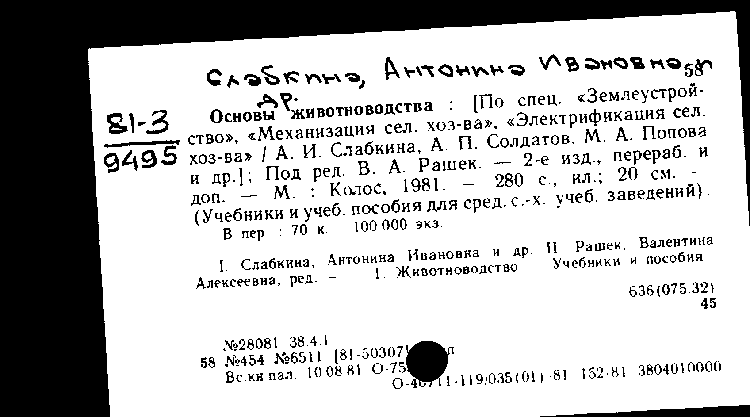 Слабкина, Антонина Ивановна и
др.
58
81-3
9495
Основы животноводства : [По спец. «Землеустрой-
ство», «Механизация сел. хоз-ва», «Электрификация сел.
хоз-ва» / А. И. Слабкина, А. П. Солдатов, М. А. Попова
и др.]; Под ред. В. А. Рашек. — 2-е изд., перераб. и
доп. — М. : Колос, 1981. — 280 с., ил.; 20 см. -
(Учебники и учеб. пособия для сред. с.-х. учеб. заведений).
В пер : 70 к. 100 000 экз.
I. Слабкина, Антонина Ивановна и др. II Рашек, Валентина
Алексеевна, ред. — 1. Животноводство Учебники и пособия
636(075.32)
45
№28081 38.4.1
58 №454 №6511 [81-50307]
Вс.кн пал. 10 08 81 О-75
О-40711-119/035(01) -81 152-81 3804010000